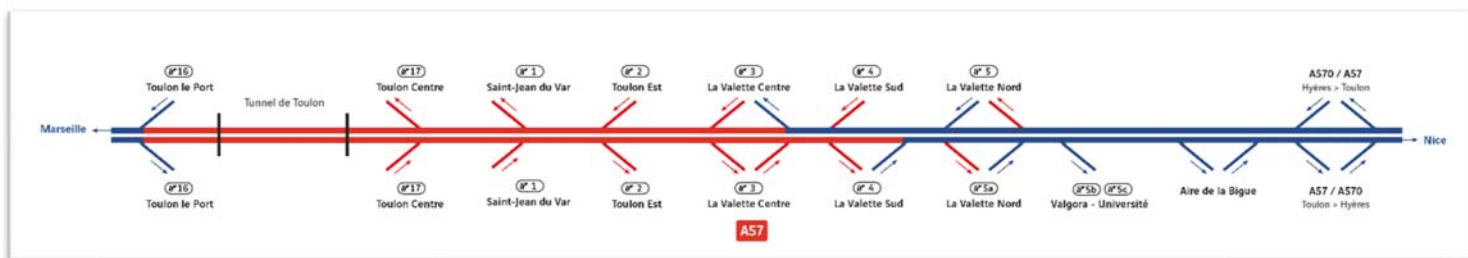 n°16
Toulon le Port
Tunnel de Toulon
n°17
Toulon Centre
n° 1
Saint-Jean du Var
n° 2
Toulon Est
n° 3
La Valette Centre
n° 4
La Valette Sud
n° 5
La Valette Nord
A570 / A57
Hyères > Toulon
Marseille
Nice
n°16
Toulon le Port
n°17
Toulon Centre
n° 1
Saint-Jean du Var
n° 2
Toulon Est
n° 3
La Valette Centre
n° 4
La Valette Sud
n°5a
La Valette Nord
n°5b n°5c
Valgora - Université
Aire de la Bigue
A57 / A570
Toulon > Hyères
A57